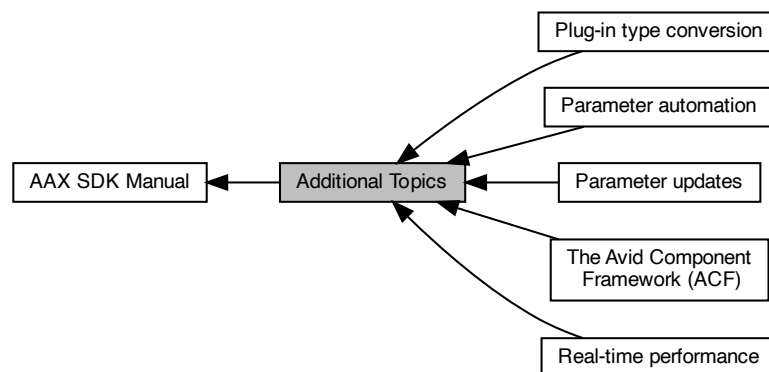 Plug-in type conversion
Parameter automation
AAX SDK Manual
Additional Topics
Parameter updates
The Avid Component
Framework (ACF)
Real-time performance